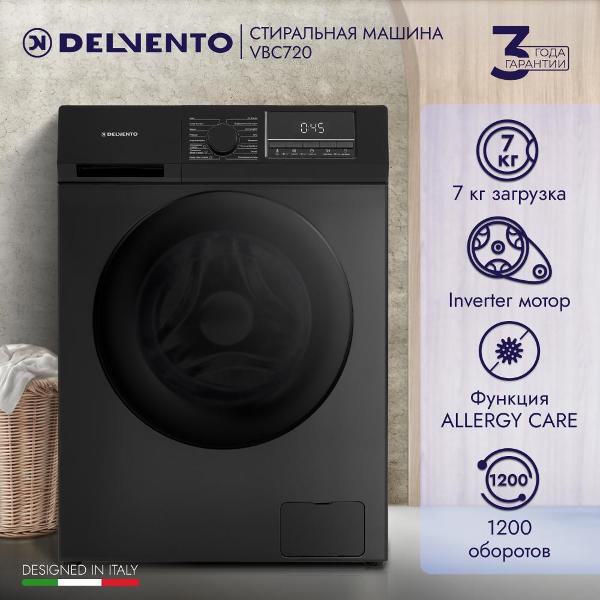 DELVENTO
СТИРАЛЬНАЯ МАШИНА
VBC720
3 ГОДА
ГАРАНТИИ
DELVENTO
0:45
7
КГ
7 кг загрузка
Inverter мотор
Функция
ALLERGY CARE
1200
1200
оборотов
DESIGNED IN ITALY